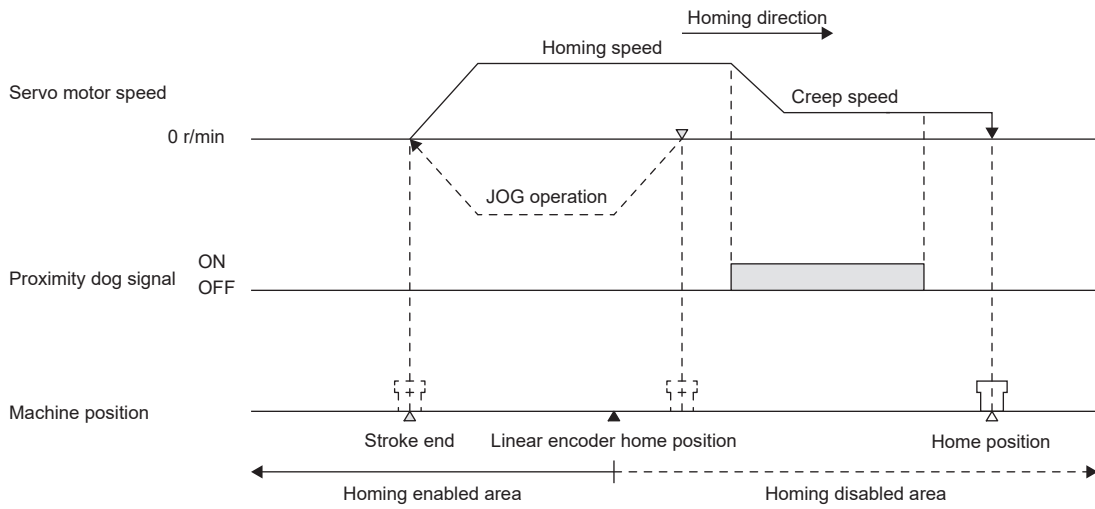 Homing direction
Homing speed
Servo motor speed
Creep speed
0 r/min
JOG operation
ON
Proximity dog signal
OFF
Machine position
Stroke end
Linear encoder home position
Home position
Homing enabled area
Homing disabled area